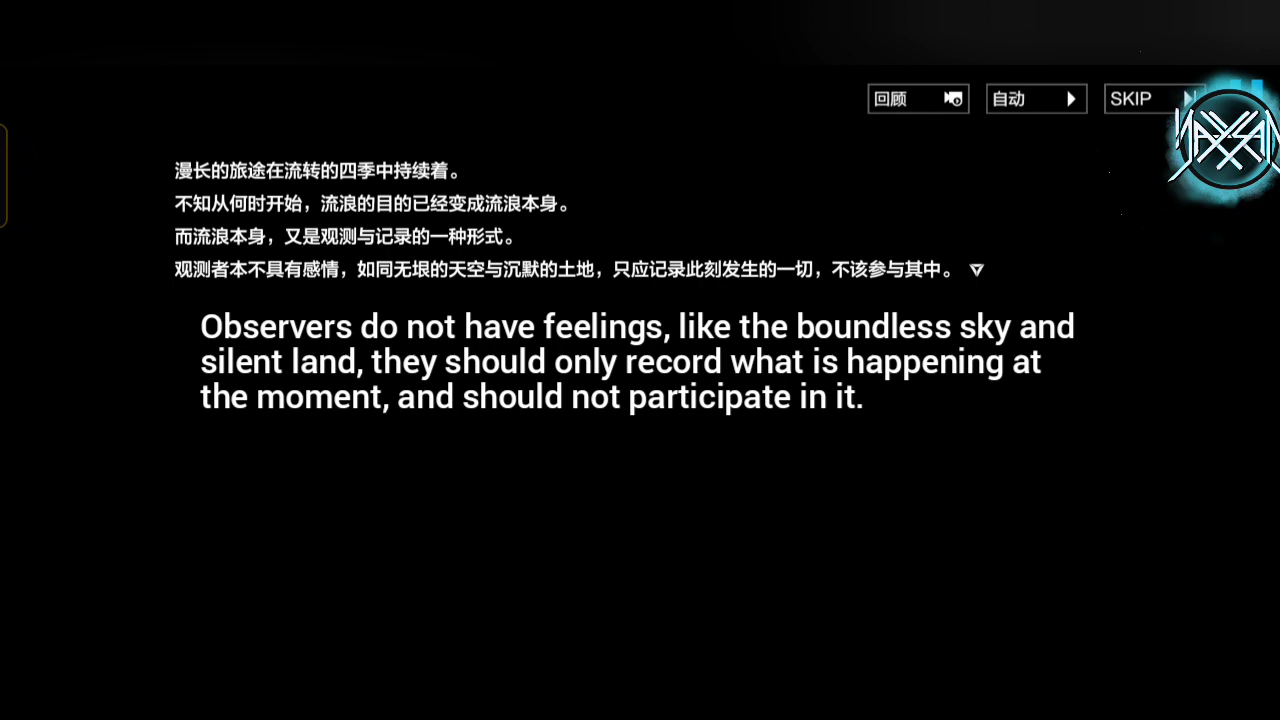 回顾
自动
SKIP
漫长的旅途在流转的四季中持续着。
不知从何时开始，流浪的目的已经变成流浪本身。
而流浪本身，又是观测与记录的一种形式。
观测者本不具有感情，如同无垠的天空与沉默的土地，只应记录此刻发生的一切，不该参与其中。
Observers do not have feelings, like the boundless sky and
silent land, they should only record what is happening at
the moment, and should not participate in it.